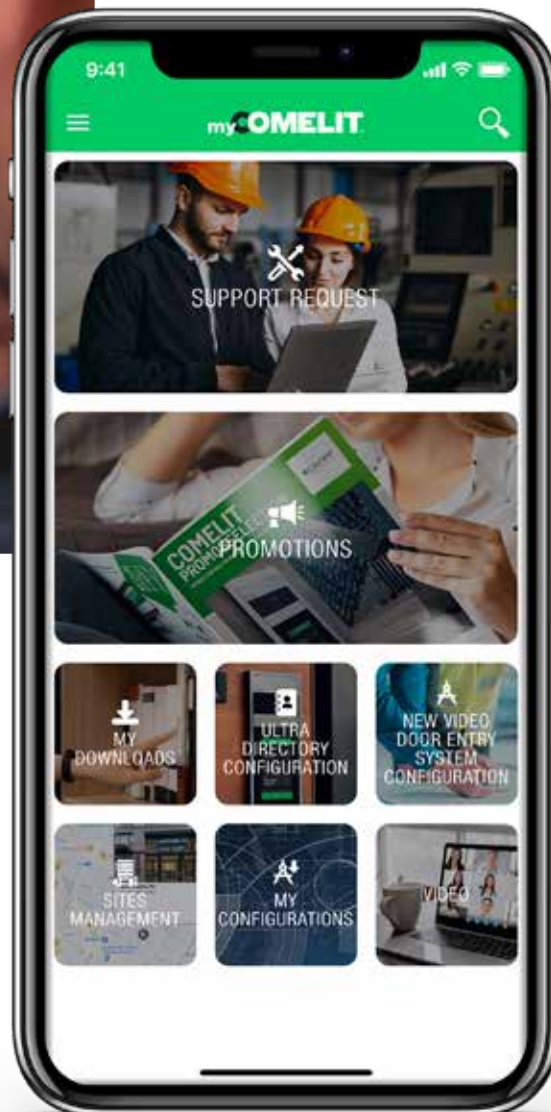 9:41
myCOMELIT
SUPPORT REQUEST
COMELIT
PROMOTIONS
MY
DOWNLOADS
ULTRA
DIRECTORY
CONFIGURATION
NEW VIDEO
DOOR ENTRY
SYSTEM
CONFIGURATION
SITES
MANAGEMENT
MY
CONFIGURATIONS
VIDEO